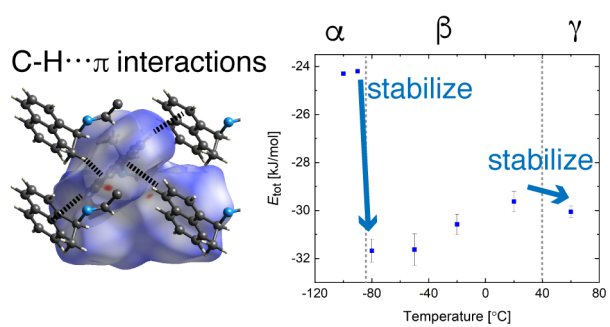 C-H···π interactions
α
β
γ
stabilize
stabilize
-24
-26
-28
-30
-32
E_tot [kJ/mol]
-120
-80
-40
0
40
80
Temperature [°C]